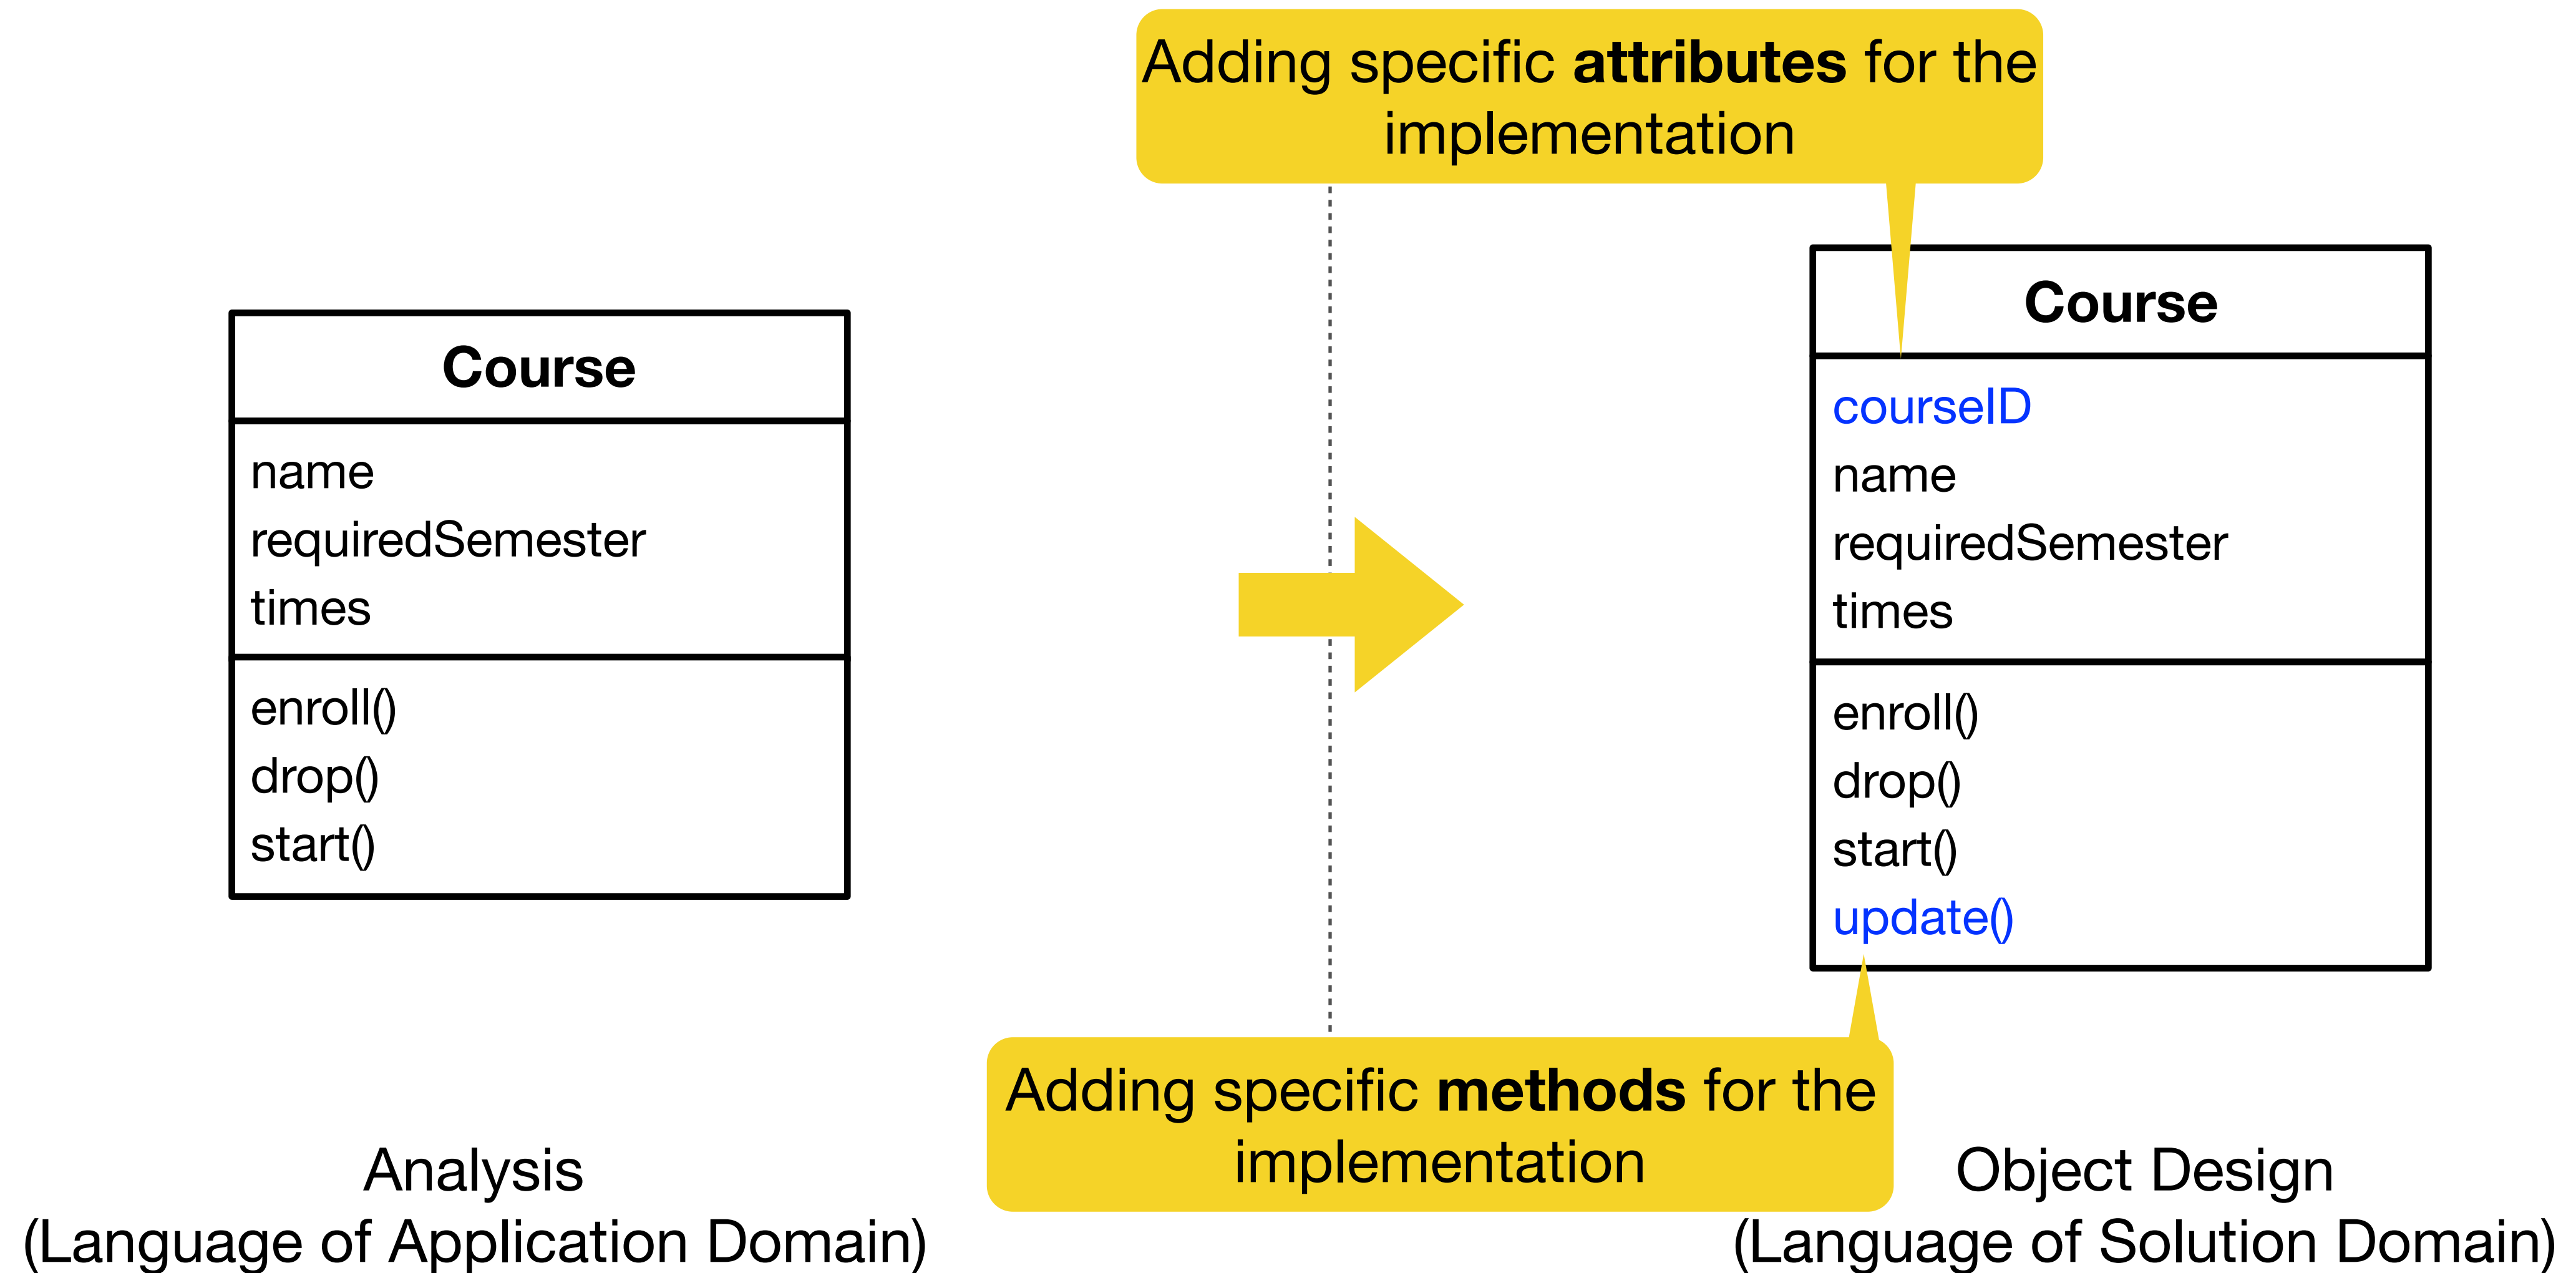 Adding specific attributes for the
implementation
Course
name
requiredSemester
times
enroll()
drop()
start()
Course
courseID
name
requiredSemester
times
enroll()
drop()
start()
update()
Adding specific methods for the
implementation
Analysis
(Language of Application Domain)
Object Design
(Language of Solution Domain)